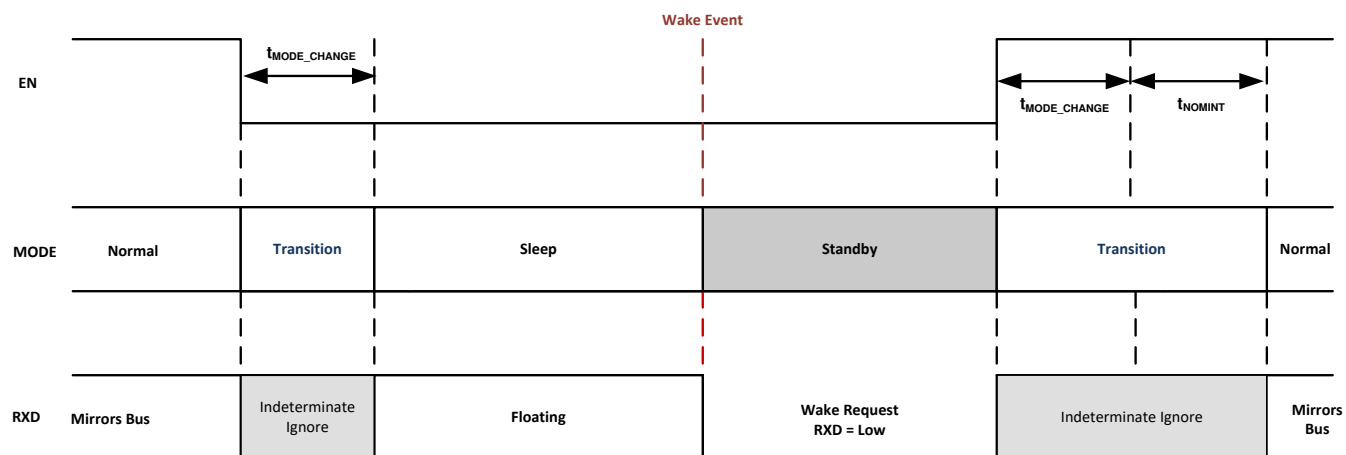 Wake Event
EN
tMODE_CHANGE
tMODE_CHANGE
tNOMINT
MODE
Normal
Transition
Sleep
Standby
Transition
Normal
RXD
Mirrors Bus
Indeterminate
Ignore
Floating
Wake Request
RXD = Low
Indeterminate Ignore
Mirrors
Bus